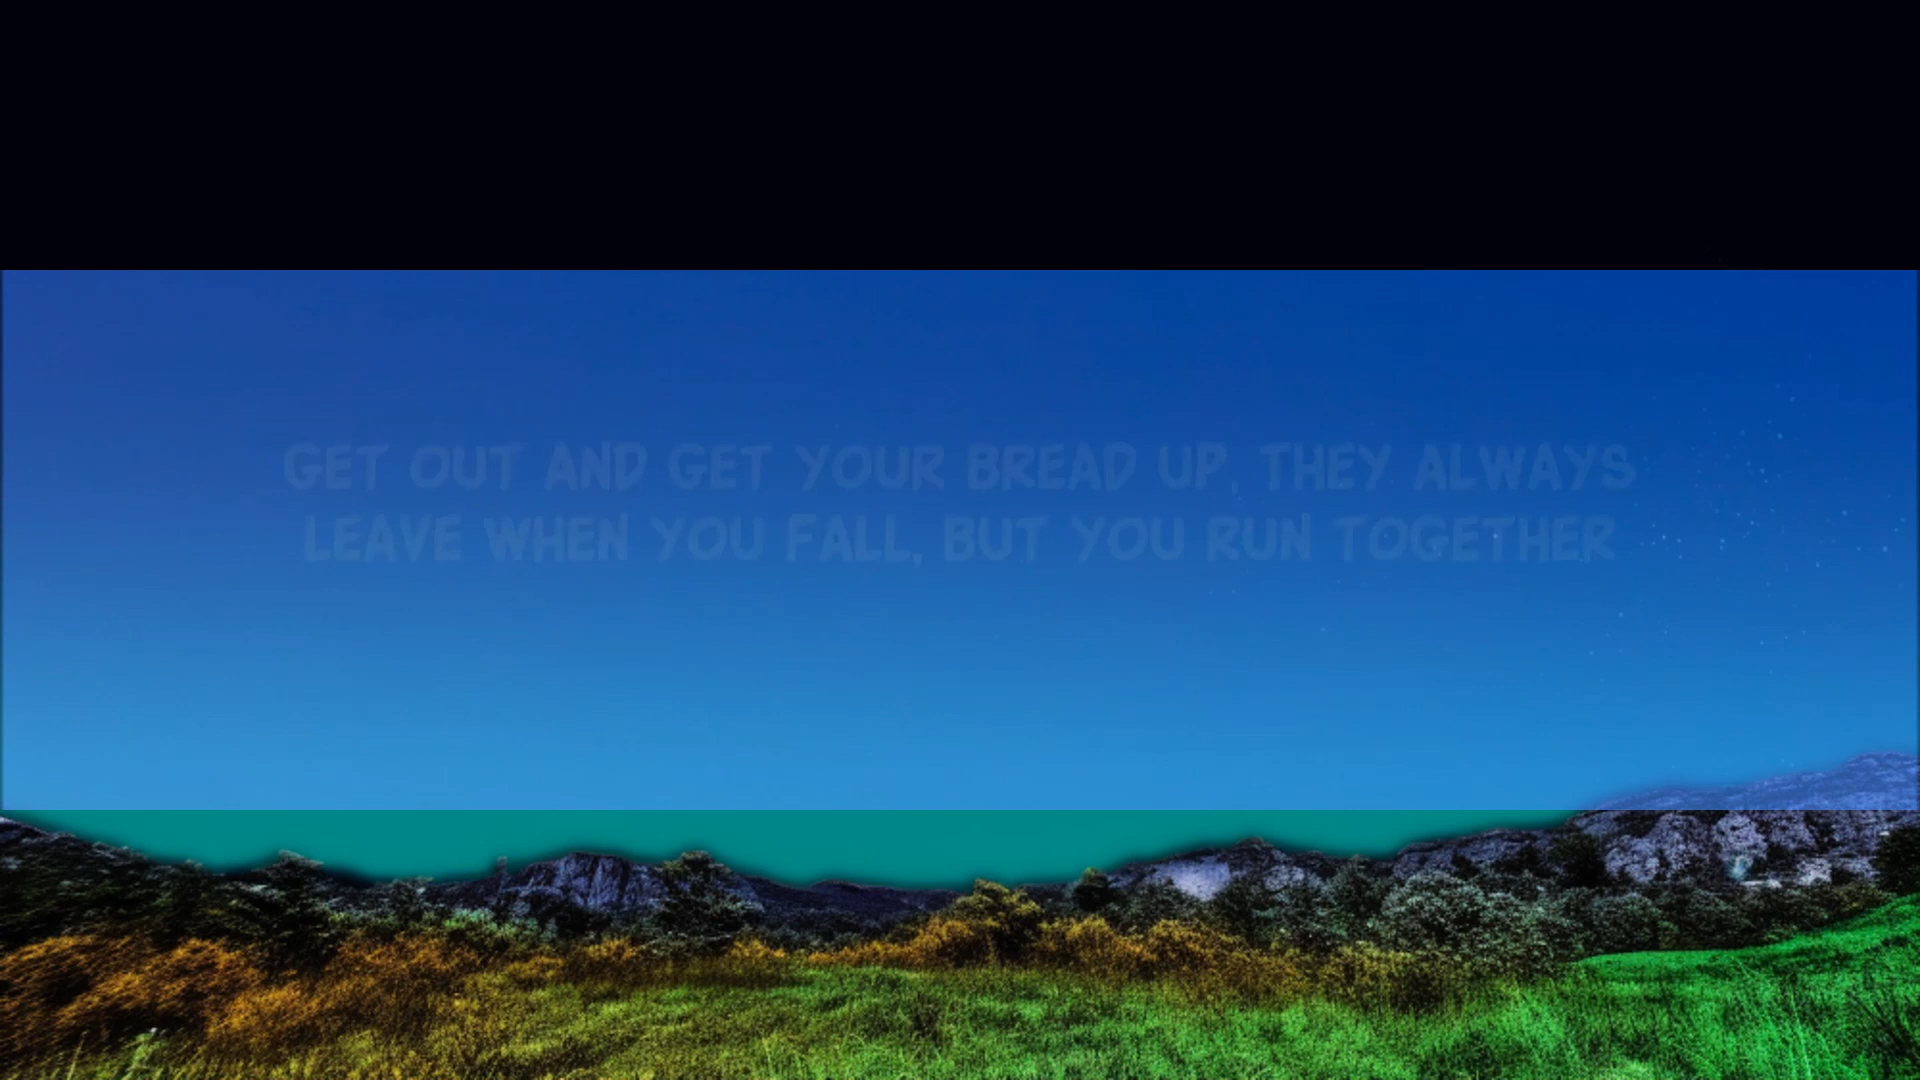 GET OUT AND GET YOUR BREAD UP, THEY ALWAYS
LEAVE WHEN YOU FALL, BUT YOU RUN TOGETHER